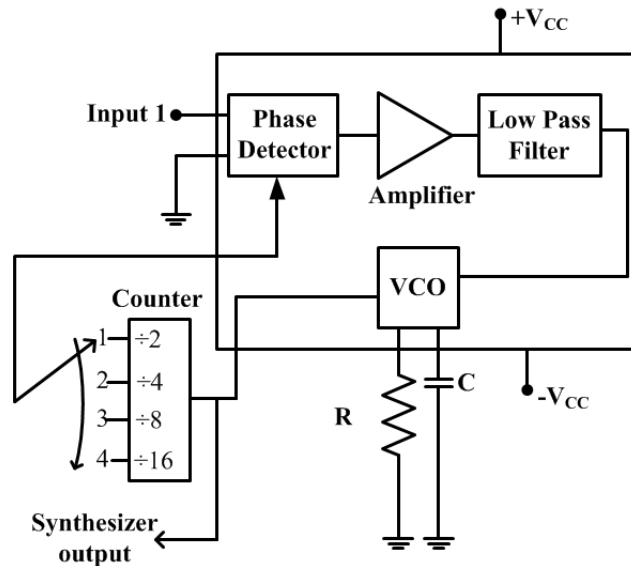 +VCC
Input 1
Phase
Detector
Low Pass
Filter
Amplifier
VCO
Counter
1 ÷2
2 ÷4
3 ÷8
4 ÷16
R
C
-VCC
Synthesizer
output